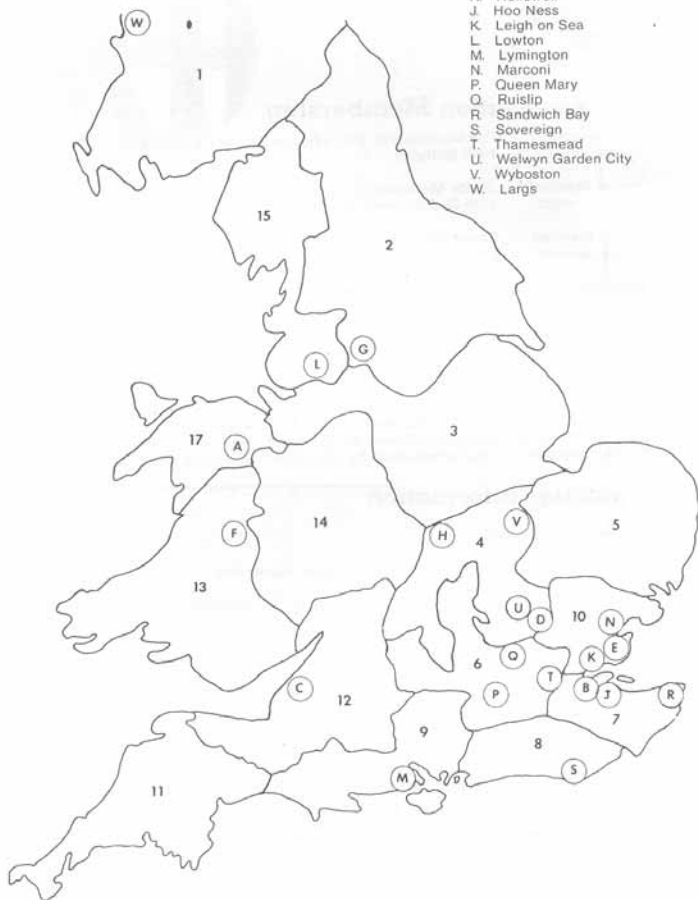 J. Hoo Ness
K. Leigh on Sea
L. Lowton
M. Lymington
N. Marconi
P. Queen Mary
Q. Ruislip
R. Sandwich Bay
S. Sovereign
T. Thamesmead
U. Welwyn Garden City
V. Wyboston
W. Largs
W
1
15
2
G
L
3
17
A
14
H
V
5
F
4
13
U
D
10
N
E
Q
K
6
T
B
J
R
C
P
12
7
9
8
M
S
11